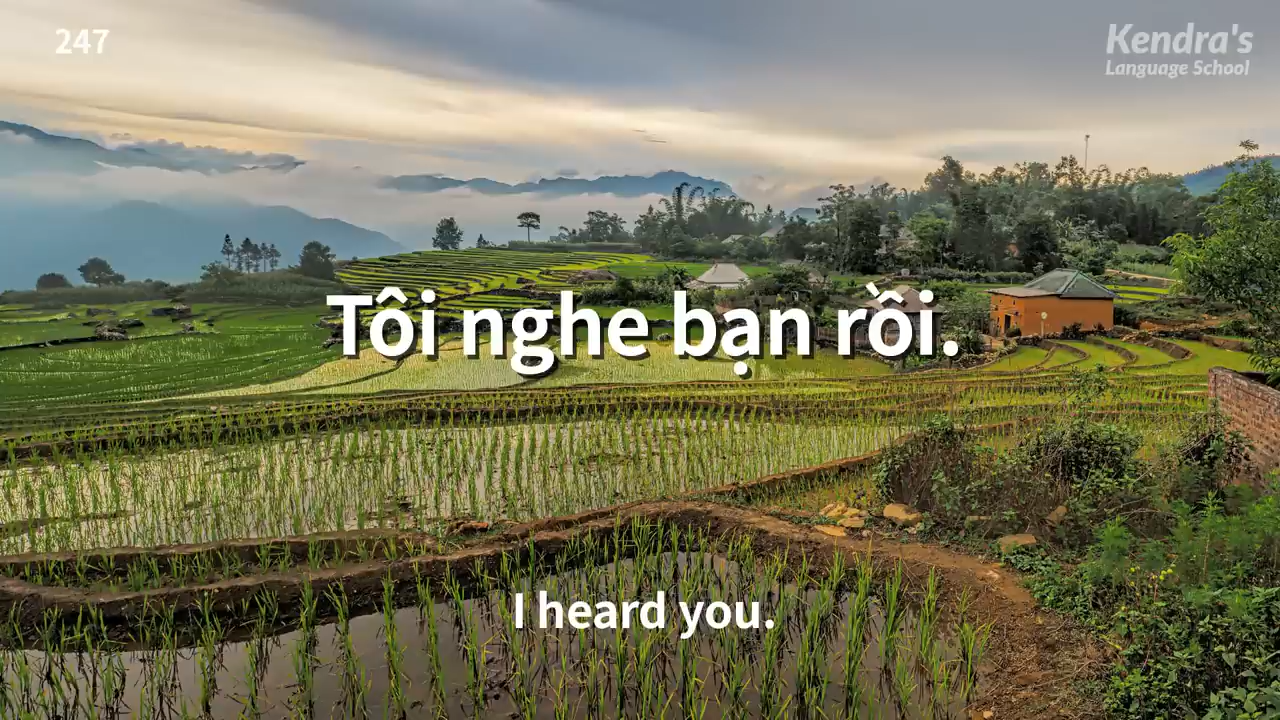 247
Kendra's
Language School
Tôi nghe bạn rồi.
I heard you.